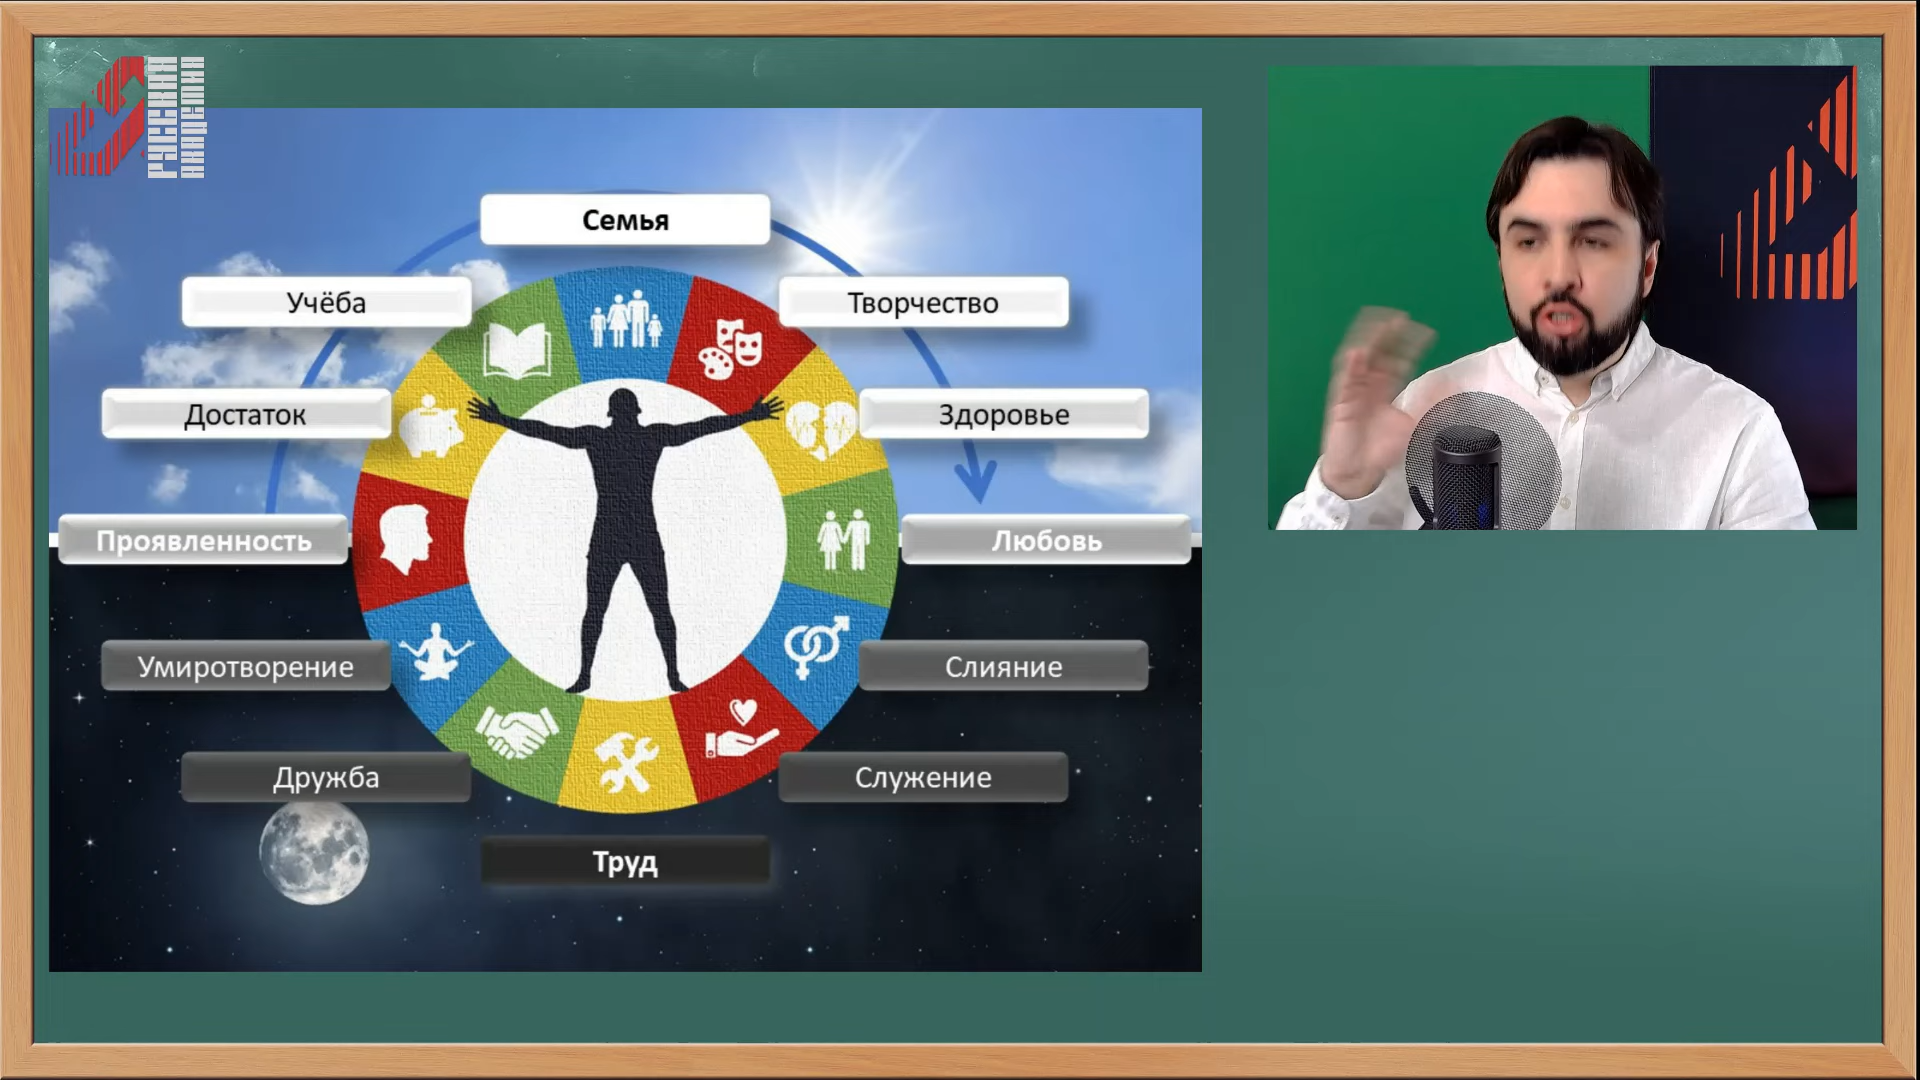 РУССКАЯ
АКАДЕМИЯ
Семья
Учёба
Творчество
Достаток
Здоровье
Проявленность
Любовь
Умиротворение
Слияние
Дружба
Служение
Труд